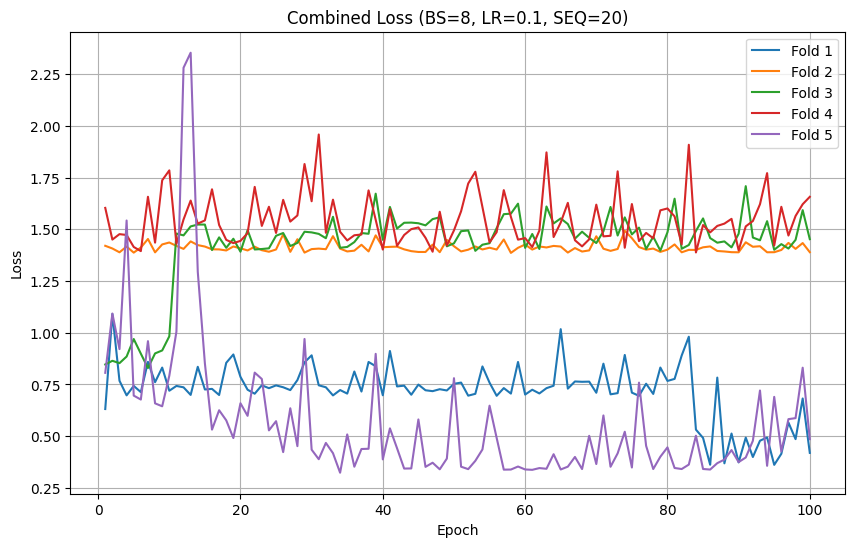 Combined Loss (BS=8, LR=0.1, SEQ=20)
Fold 1
Fold 2
Fold 3
Fold 4
Fold 5
2.25
2.00
1.75
1.50
1.25
1.00
0.75
0.50
0.25
Loss
0
20
40
60
80
100
Epoch